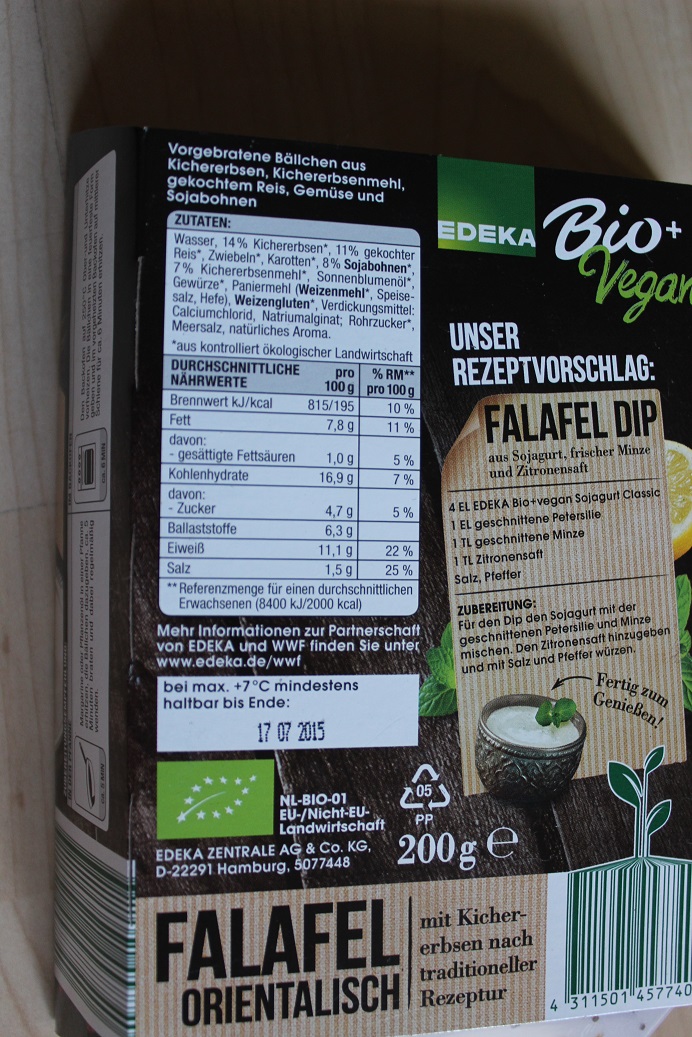 Vorgebratene Bällchen aus
Kichererbsen, Kichererbsenmehl,
gekochtem Reis, Gemüse und
Sojabohnen
ZUTATEN:
Wasser, 14% Kichererbsen*, 11% gekochter
Reis*, Zwiebeln*, Karotten*, 8% Sojabohnen*,
7% Kichererbsenmehl*, Sonnenblumenöl*,
Gewürze*, Paniermehl (Weizenmehl*, Speise-
salz, Hefe), Weizengluten*, Verdickungsmittel:
Calciumchlorid, Natriumalginat; Rohrzucker*,
Meersalz, natürliches Aroma.
*aus kontrolliert ökologischer Landwirtschaft
DURCHSCHNITTLICHE NÄHRWERTE pro 100 g % RM** pro 100 g
Brennwert kJ/kcal 815/195 10 %
Fett 7,8 g 11 %
davon:
- gesättigte Fettsäuren 1,0 g 5 %
Kohlenhydrate 16,9 g 7 %
davon:
- Zucker 4,7 g 5 %
Ballaststoffe 6,3 g
Eiweiß 11,1 g 22 %
Salz 1,5 g 25 %
**Referenzmenge für einen durchschnittlichen
Erwachsenen (8400 kJ/2000 kcal)
Mehr Informationen zur Partnerschaft
von EDEKA und WWF finden Sie unter
www.edeka.de/wwf
bei max. +7°C mindestens
haltbar bis Ende:
17 07 2015
NL-BIO-01
EU-/Nicht-EU-
Landwirtschaft
EDEKA ZENTRALE AG & Co. KG,
D-22291 Hamburg, 5077448
05
PP
200 g e
EDEKA
Bio+
Vegan
UNSER
REZEPTVORSCHLAG:
FALAFEL DIP
aus Sojagurt, frischer Minze
und Zitronensaft
4 EL EDEKA Bio+vegan Sojagurt Classic
1 EL geschnittene Petersilie
1 TL geschnittene Minze
1 TL Zitronensaft
Salz, Pfeffer
ZUBEREITUNG:
Für den Dip den Sojagurt mit der
geschnittenen Petersilie und Minze
mischen. Den Zitronensaft hinzugeben
und mit Salz und Pfeffer würzen.
Fertig zum
Genießen!
FALAFEL
ORIENTALISCH
mit Kicher-
erbsen nach
traditioneller
Rezeptur
4 311501 457740